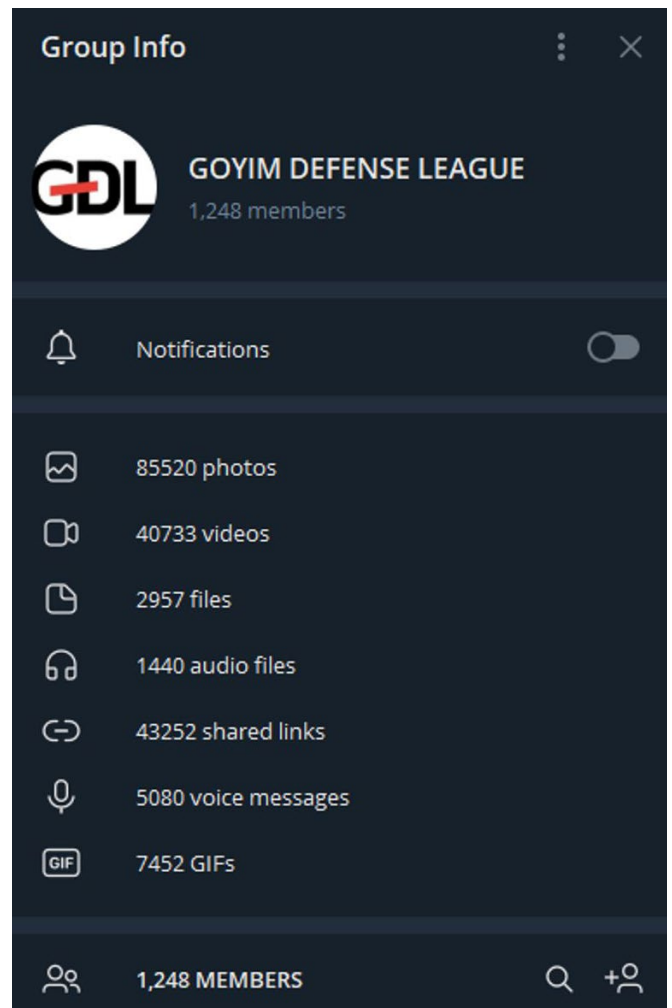 Group Info
GDL
GOYIM DEFENSE LEAGUE
1,248 members
Notifications
85520 photos
40733 videos
2957 files
1440 audio files
43252 shared links
5080 voice messages
GIF
7452 GIFs
1,248 MEMBERS